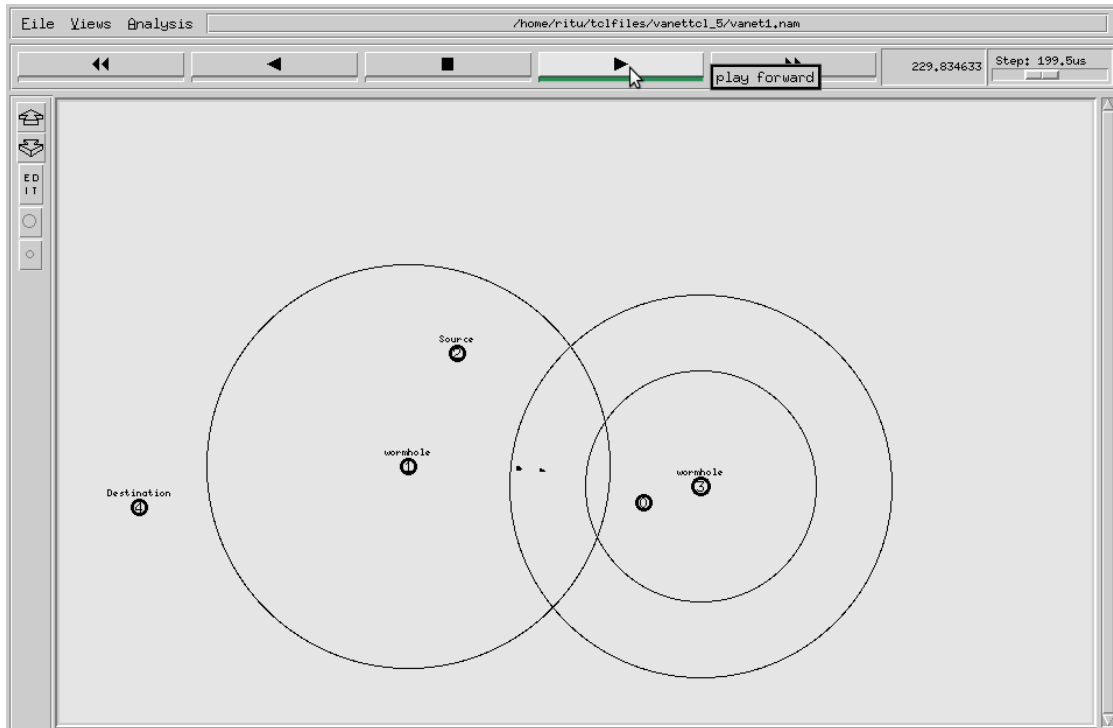 File Views Analysis
/home/ritu/tclfiles/vanettcl_5/vanet1.nam
229.834633
Step: 199.5us
play forward
ED
IT
Source
2
wormhole
1
Destination
4
wormhole
3
0